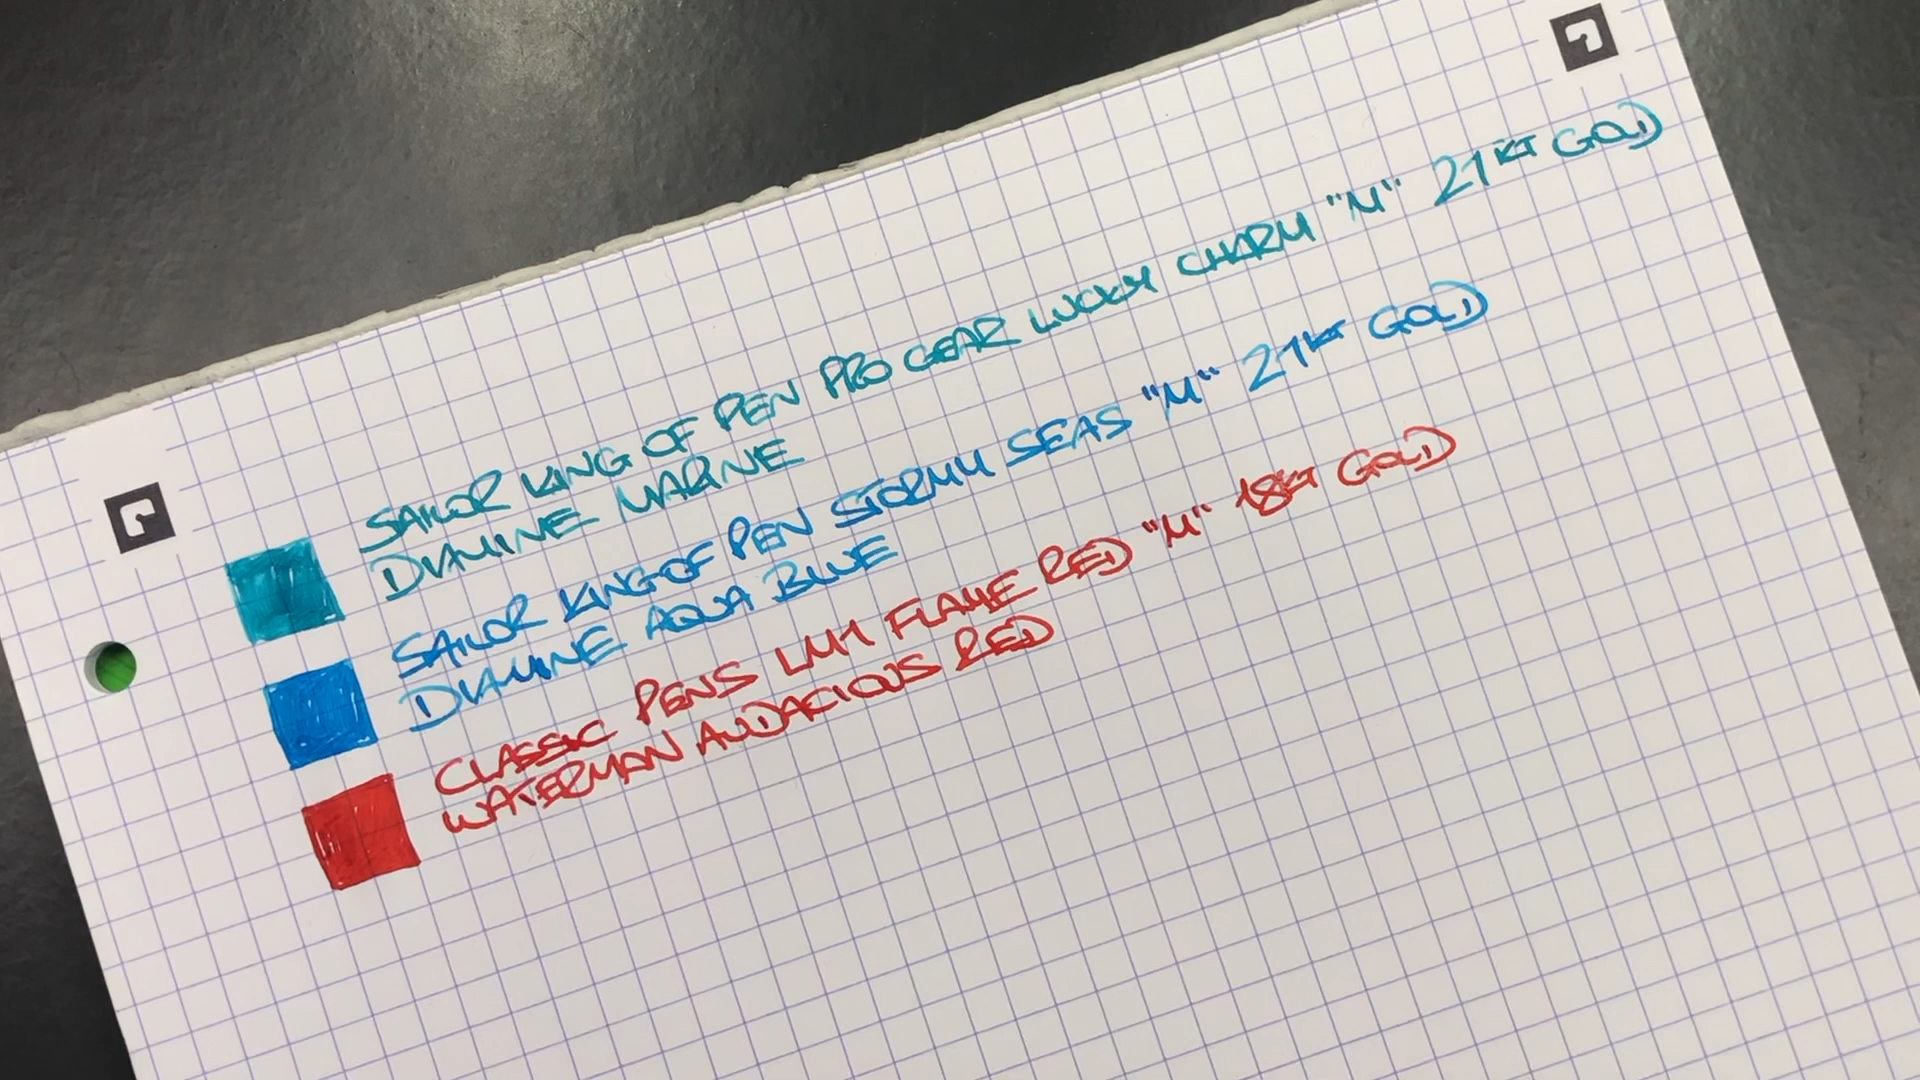 SAILOR KING OF PEN PRO GEAR LUCKY CHARM "M" 21KT GOLD
DIAMINE MARINE
SAILOR KING OF PEN STORMY SEAS "M" 21KT GOLD
DIAMINE AQUA BLUE
CLASSIC PENS LM1 FLAME RED "M" 18KT GOLD
WATERMAN AUDACIOUS RED